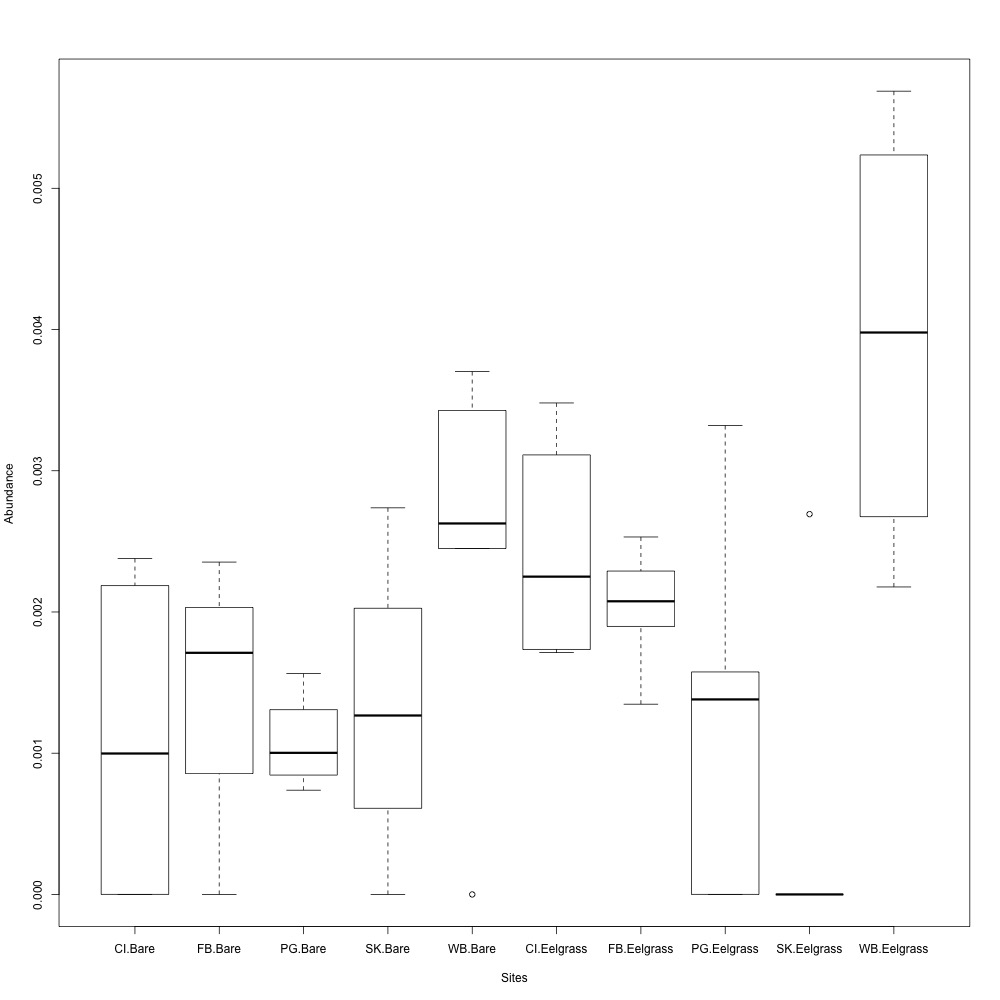 0.005
0.004
0.003
0.002
0.001
0.000
Abundance
CI.Bare FB.Bare PG.Bare SK.Bare WB.Bare CI.Eelgrass FB.Eelgrass PG.Eelgrass SK.Eelgrass WB.Eelgrass
Sites